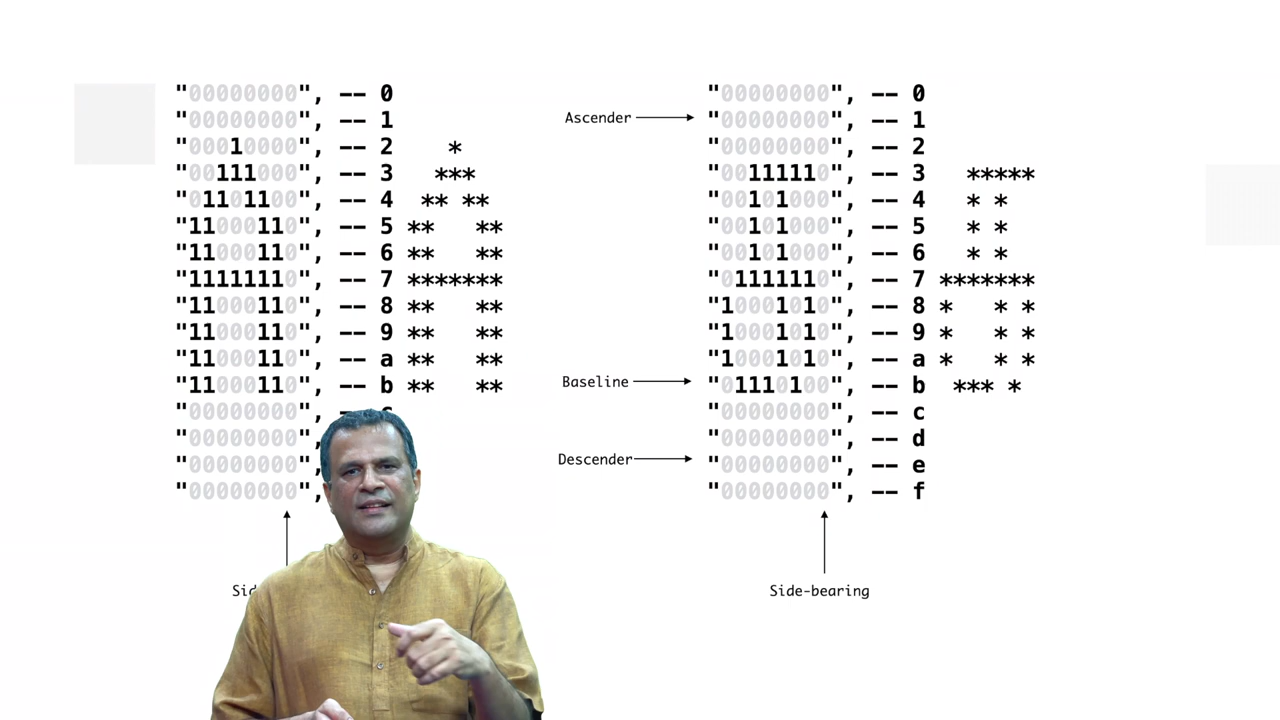 "00000000", -- 0
"00000000", -- 1
"00010000", -- 2 *
"00111000", -- 3 ***
"01101100", -- 4 ** **
"11000110", -- 5 ** **
"11000110", -- 6 ** **
"11111110", -- 7 *******
"11000110", -- 8 ** **
"11000110", -- 9 ** **
"11000110", -- a ** **
"11000110", -- b ** **
"00000000",
"00000000",
"00000000",
"00000000",
Ascender
Baseline
Descender
"00000000", -- 0
"00000000", -- 1
"00000000", -- 2
"00111110", -- 3 *****
"00101000", -- 4 * *
"00101000", -- 5 * *
"00101000", -- 6 * *
"01111110", -- 7 *******
"10001010", -- 8 * * *
"10001010", -- 9 * * *
"10001010", -- a * * *
"01110100", -- b *** *
"00000000", -- c
"00000000", -- d
"00000000", -- e
"00000000", -- f
Side-bearing